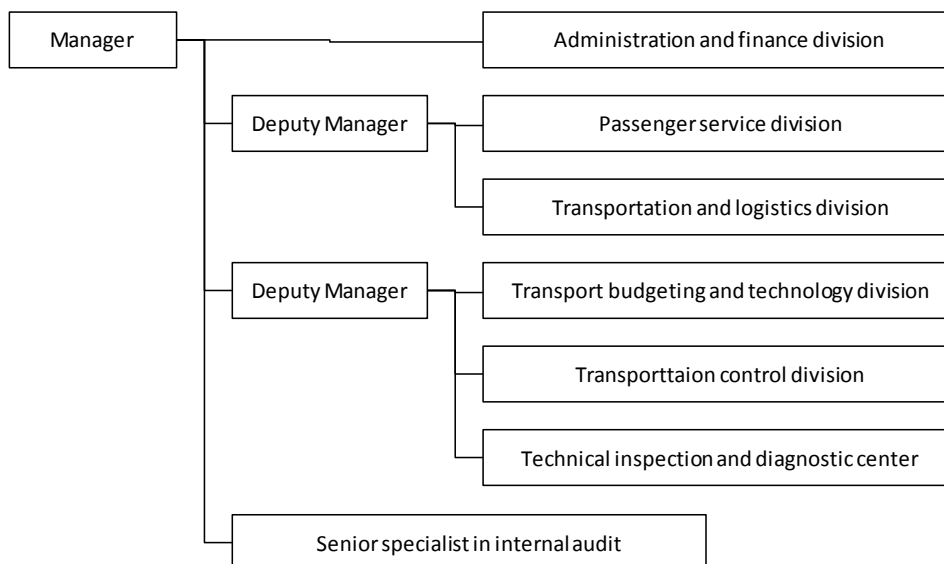 Manager
Administration and finance division
Deputy Manager
Passenger service division
Transportation and logistics division
Deputy Manager
Transport budgeting and technology division
Transporttaion control division
Technical inspection and diagnostic center
Senior specialist in internal audit